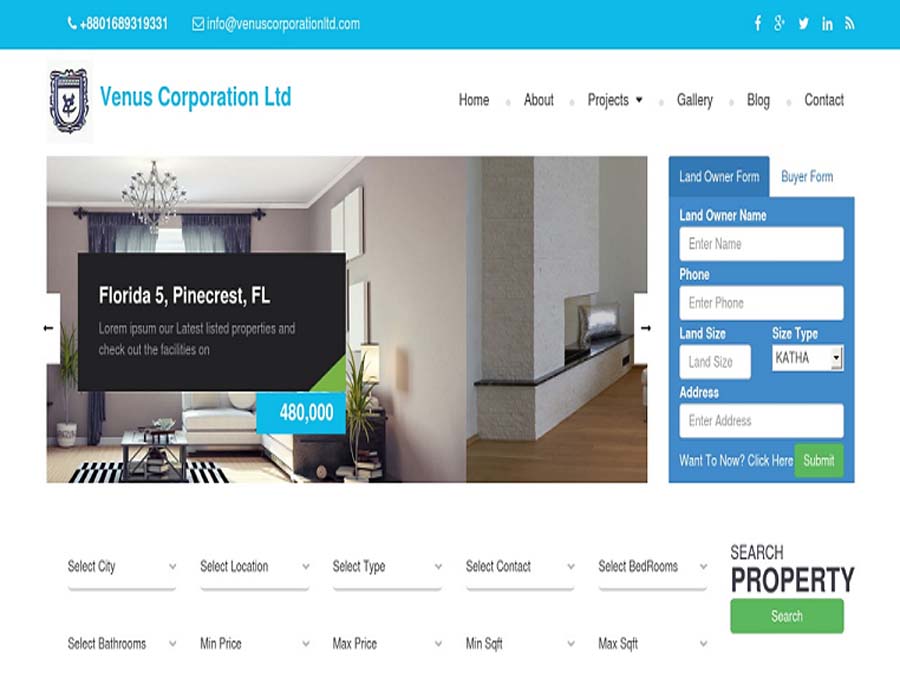 +8801689319331 info@venuscorporationltd.com
Venus Corporation Ltd
Home About Projects Gallery Blog Contact
Florida 5, Pinecrest, FL
Lorem ipsum our Latest listed properties and
check out the facilities on
480,000
Land Owner Form Buyer Form
Land Owner Name
Enter Name
Phone
Enter Phone
Land Size Size Type
Land Size KATHA
Address
Enter Address
Want To Now? Click Here Submit
Select City Select Location Select Type Select Contact Select BedRooms
Select Bathrooms Min Price Max Price Min Sqft Max Sqft
SEARCH
PROPERTY
Search